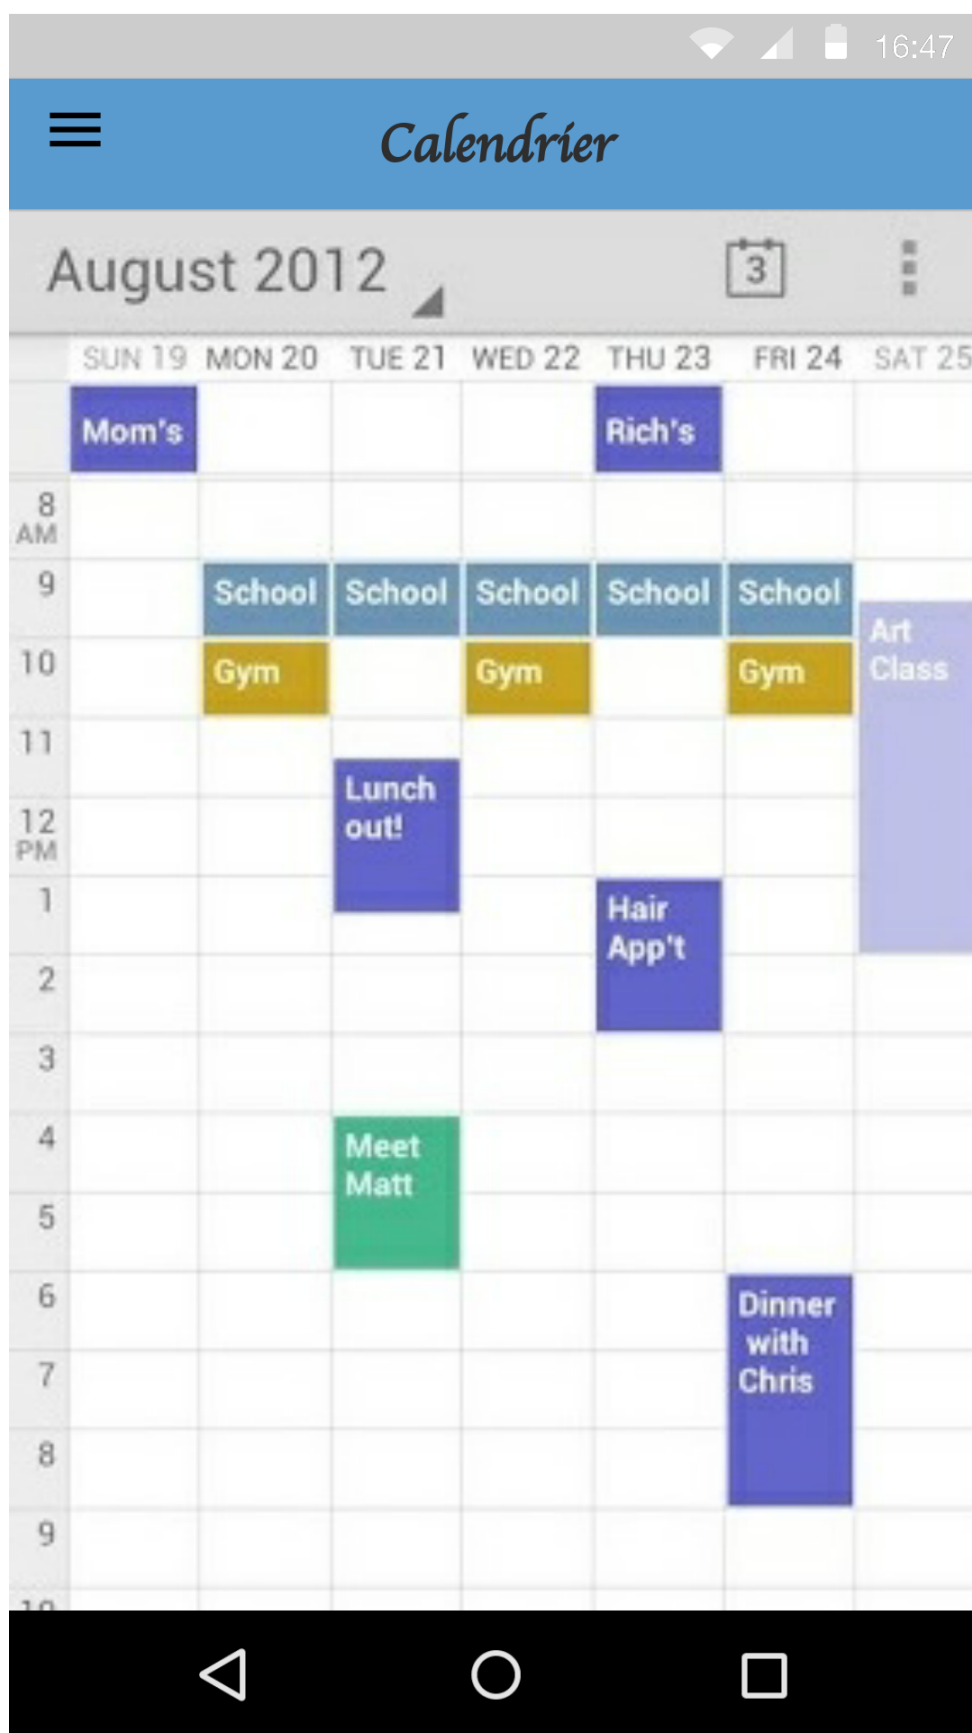 16:47
Calendrier
August 2012
3
SUN 19 MON 20 TUE 21 WED 22 THU 23 FRI 24 SAT 25
Mom's Rich's
8
AM
9 School School School School School
Art
Class
10 Gym Gym Gym
11
Lunch
out!
12
PM
1 Hair
App't
2
3
4 Meet
Matt
5
6 Dinner
with
Chris
7
8
9
10